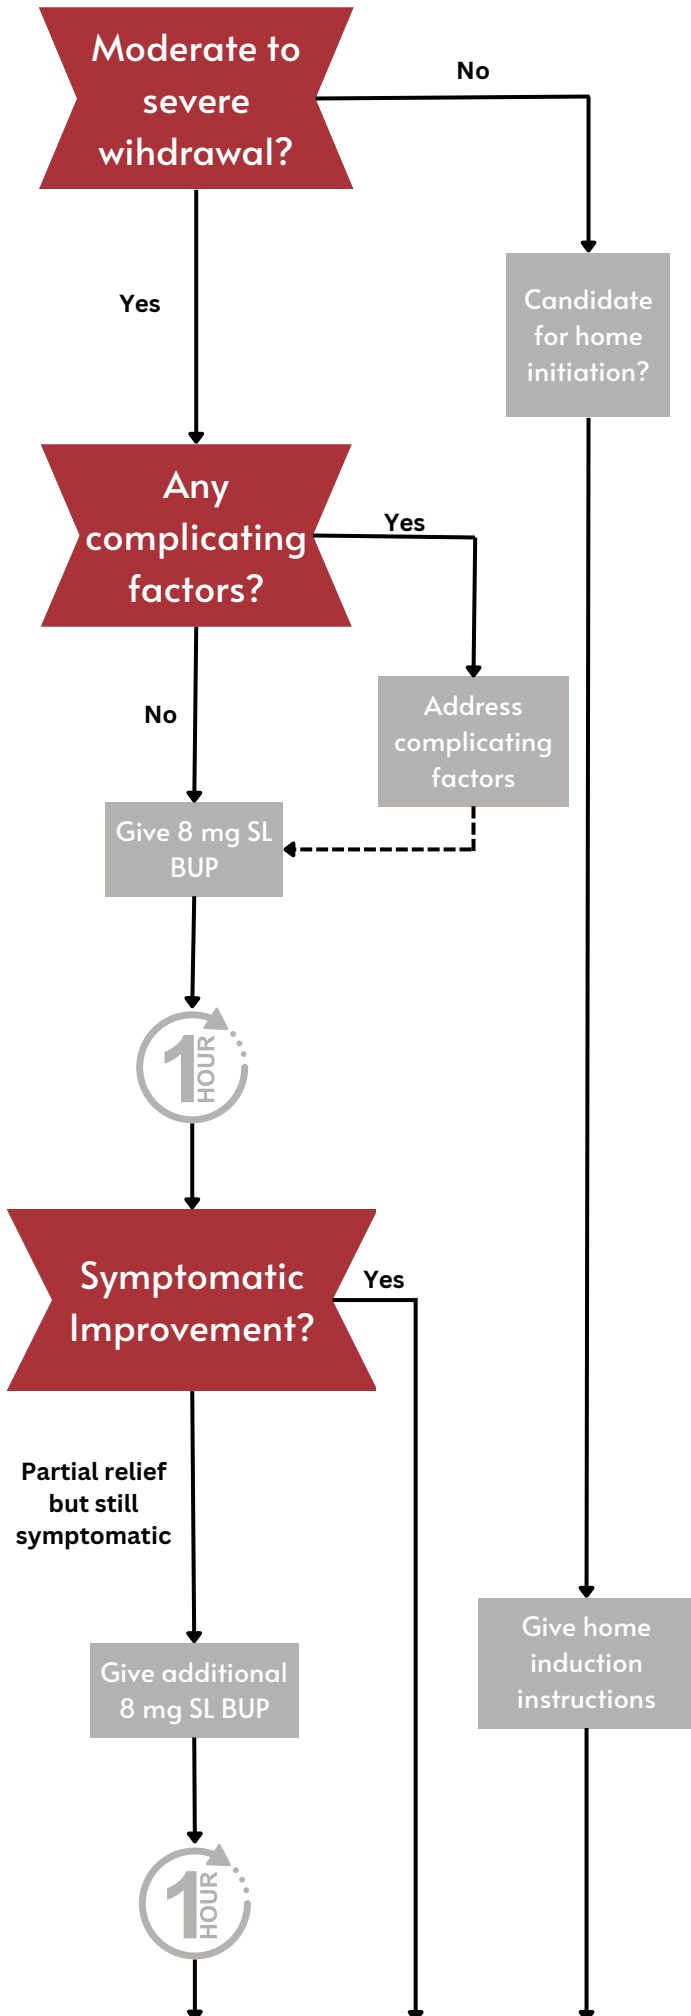 Moderate to
severe
wihdrawal?
No
Yes
Candidate
for home
initiation?
Any
complicating
factors?
Yes
No
Address
complicating
factors
Give 8 mg SL
BUP
1
HOUR
Symptomatic
Improvement?
Yes
Partial relief
but still
symptomatic
Give home
induction
instructions
Give additional
8 mg SL BUP
1
HOUR